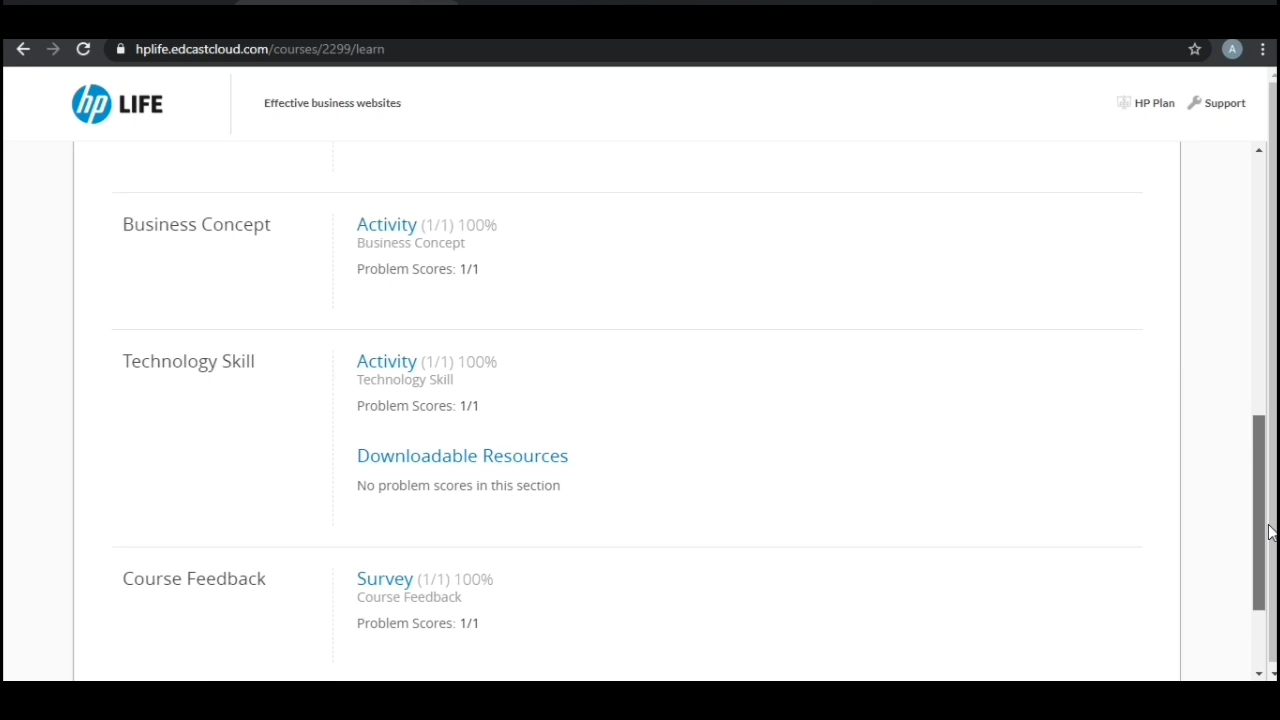 hplife.edcastcloud.com/courses/2299/learn
A
hp LIFE
Effective business websites
HP Plan
Support
Business Concept
Activity (1/1) 100%
Business Concept
Problem Scores: 1/1
Technology Skill
Activity (1/1) 100%
Technology Skill
Problem Scores: 1/1
Downloadable Resources
No problem scores in this section
Course Feedback
Survey (1/1) 100%
Course Feedback
Problem Scores: 1/1